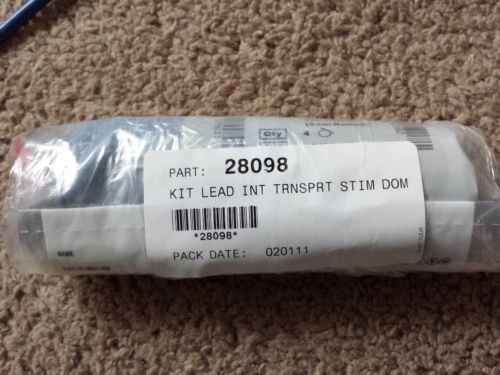 Qty 4
PART: 28098
KIT LEAD INT TRNSPRT STIM DOM
*28098*
PACK DATE: 020111
NAME